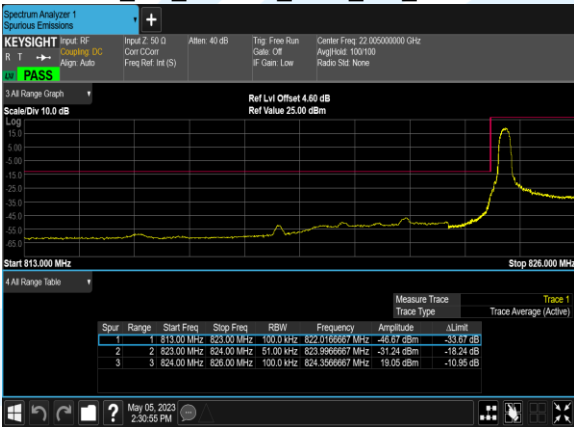 Spectrum Analyzer 1
Spurious Emissions
+
KEYSIGHT Input: RF Input Z: 50 Ω Atten: 40 dB Trig: Free Run Center Freq: 22.005000000 GHz
R T Coupling: DC Corr CCorr Gate: Off Avg|Hold: 100/100
Align: Auto Freq Ref: Int (S) IF Gain: Low Radio Std: None
PASS
3 All Range Graph
Ref Lvl Offset 4.60 dB
Scale/Div 10.0 dB Ref Value 25.00 dBm
Log
15.0
5.00
-5.00
-15.0
-25.0
-35.0
-45.0
-55.0
-65.0
Start 813.000 MHz Stop 826.000 MHz
4 All Range Table
Measure Trace Trace 1
Trace Type Trace Average (Active)
Spur Range Start Freq Stop Freq RBW Frequency Amplitude ΔLimit
1 1 813.00 MHz 823.00 MHz 100.0 kHz 822.0166667 MHz -46.67 dBm -33.67 dB
2 2 823.00 MHz 824.00 MHz 51.00 kHz 823.9966667 MHz -31.24 dBm -18.24 dB
3 3 824.00 MHz 826.00 MHz 100.0 kHz 824.3566667 MHz 19.05 dBm -10.95 dB
? May 05, 2023
2:30:55 PM